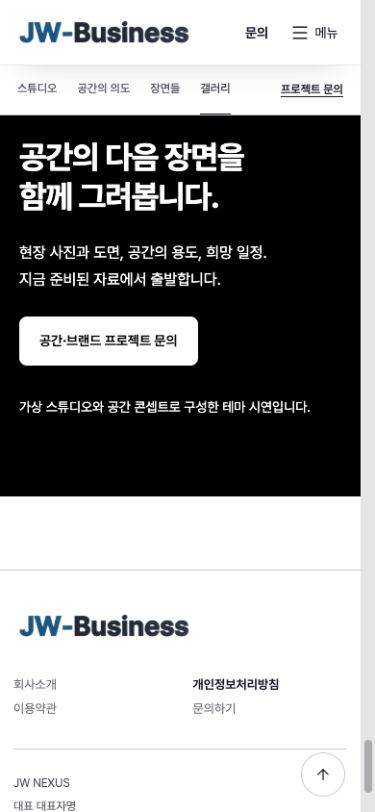 JW-Business
문의
메뉴
스튜디오
공간의 의도
장면들
갤러리
프로젝트 문의
공간의 다음 장면을
함께 그려봅니다.
현장 사진과 도면, 공간의 용도, 희망 일정.
지금 준비된 자료에서 출발합니다.
공간·브랜드 프로젝트 문의
가상 스튜디오와 공간 콘셉트로 구성한 테마 시연입니다.
JW-Business
회사소개
개인정보처리방침
이용약관
문의하기
JW NEXUS
대표 대표자명